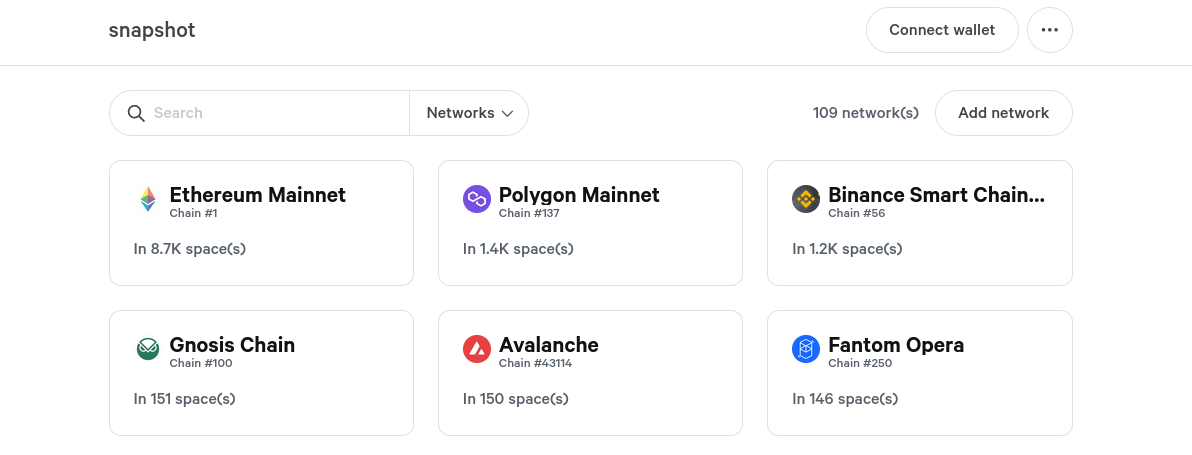 snapshot
Connect wallet
Search
Networks
109 network(s)
Add network
Ethereum Mainnet
Chain #1
In 8.7K space(s)
Polygon Mainnet
Chain #137
In 1.4K space(s)
Binance Smart Chain...
Chain #56
In 1.2K space(s)
Gnosis Chain
Chain #100
In 151 space(s)
Avalanche
Chain #43114
In 150 space(s)
Fantom Opera
Chain #250
In 146 space(s)